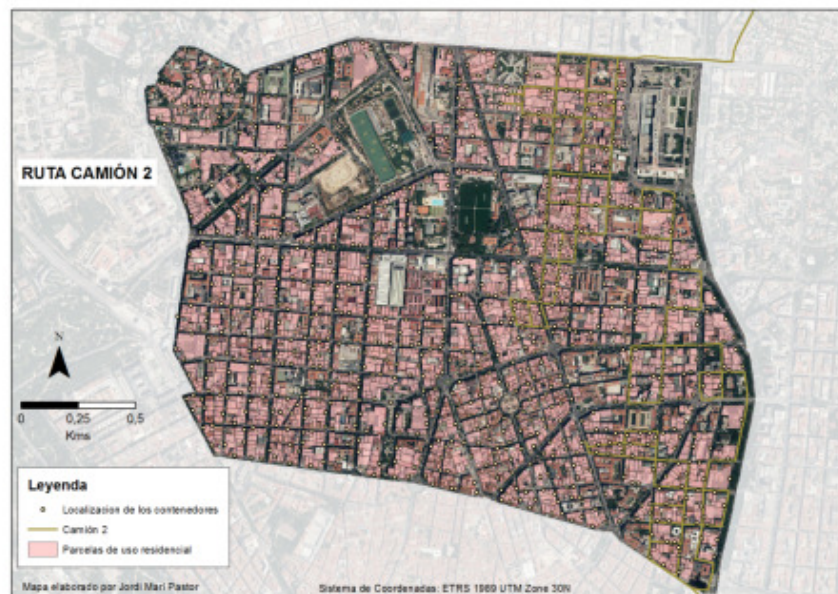 RUTA CAMIÓN 2
N
0 0,25 0,5
Kms
Leyenda
Localizacion de los contenedores
Camión 2
Parcelas de uso residencial
Mapa elaborado por Jordi Marí Pastor
Sistema de Coordenadas: ETRS 1989 UTM Zone 30N